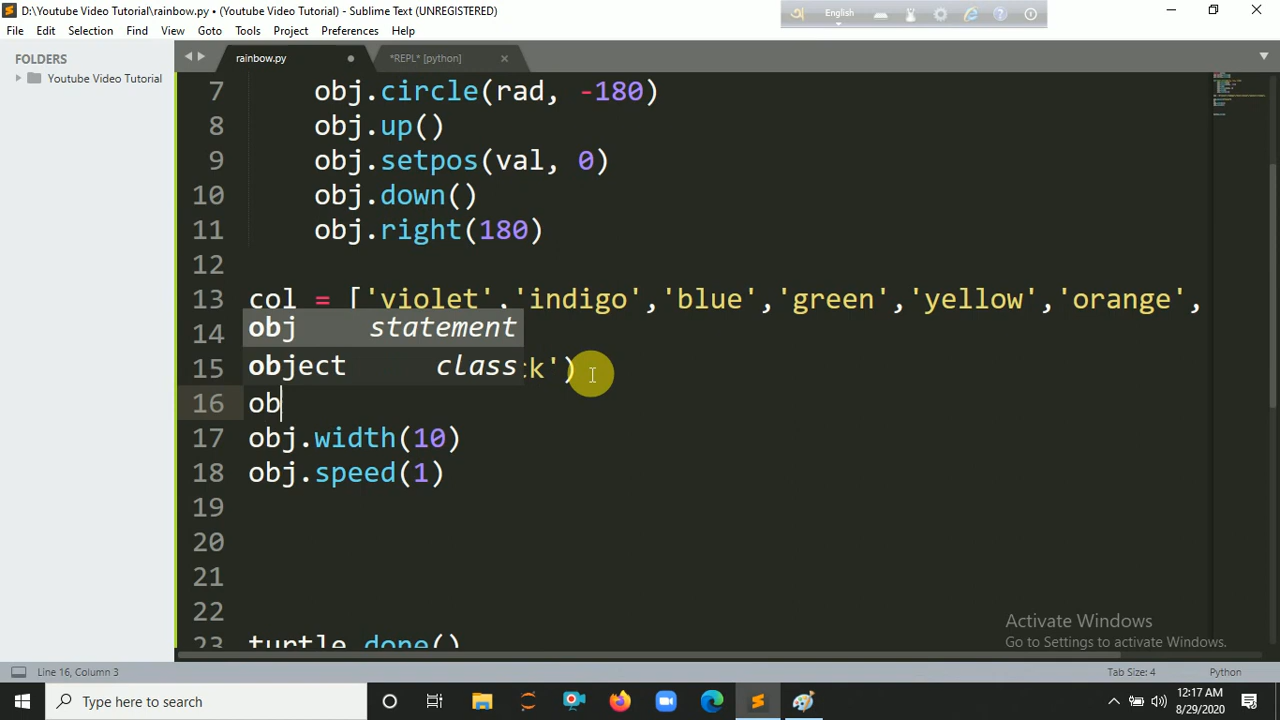 D:\Youtube Video Tutorial\rainbow.py • (Youtube Video Tutorial) - Sublime Text (UNREGISTERED)
English
File Edit Selection Find View Goto Tools Project Preferences Help
FOLDERS
Youtube Video Tutorial
rainbow.py
*REPL* [python]
7 obj.circle(rad, -180)
8 obj.up()
9 obj.setpos(val, 0)
10 obj.down()
11 obj.right(180)
12
13 col = ['violet','indigo','blue','green','yellow','orange',
14
obj statement
15 ck')
object class
16 ob
17 obj.width(10)
18 obj.speed(1)
19
20
21
22
23 turtle.done()
Activate Windows
Go to Settings to activate Windows.
Line 16, Column 3
Tab Size: 4
Python
Type here to search
12:17 AM
8/29/2020